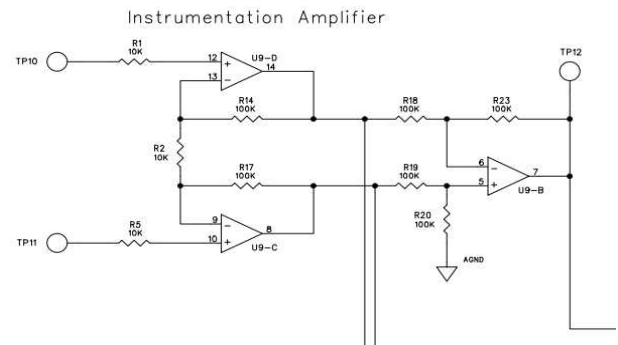 Instrumentation Amplifier
TP10
R1
10K
12
+
13
−
U9-D
14
TP12
R14
100K
R18
100K
R23
100K
R2
10K
R17
100K
R19
100K
6
−
5
+
7
U9-B
R20
100K
AGND
TP11
R5
10K
9
−
10
+
8
U9-C